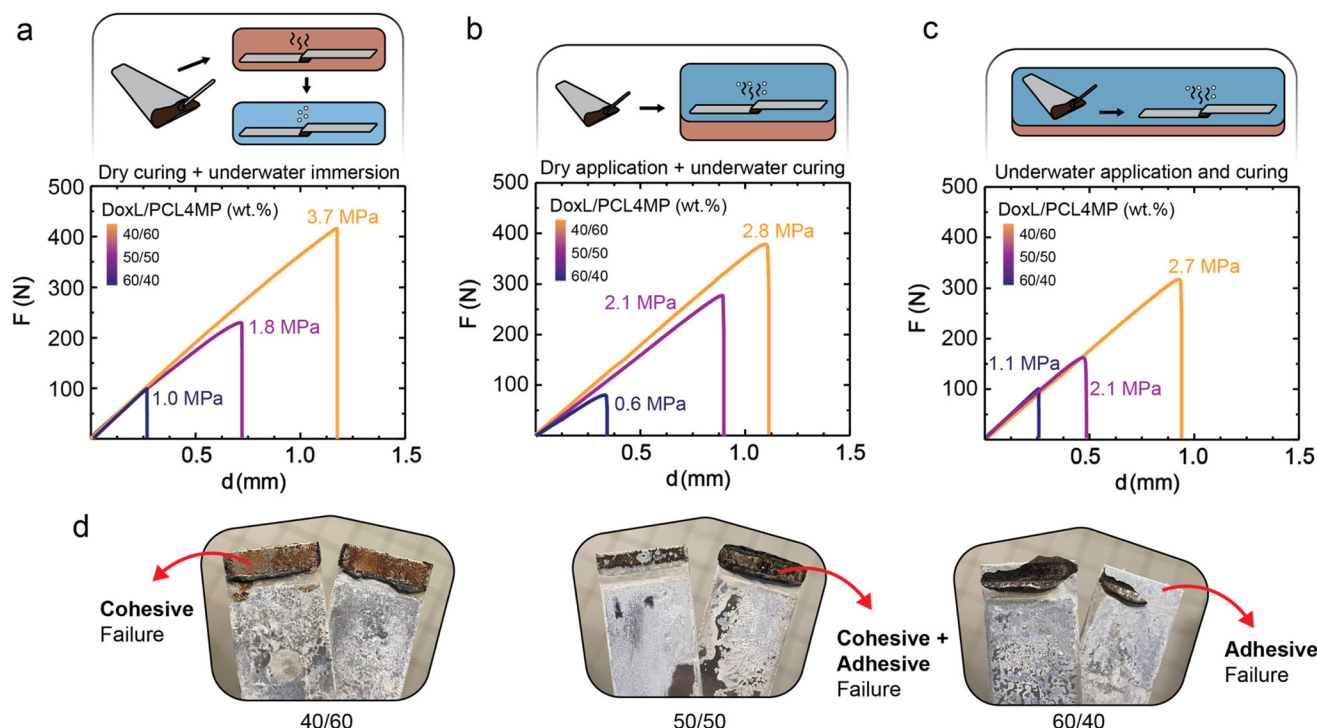 a
Dry curing + underwater immersion
500
400
300
200
100
F (N)
DoxL/PCL4MP (wt.%)
40/60
50/50
60/40
3.7 MPa
1.8 MPa
1.0 MPa
0.5
1.0
1.5
d (mm)
b
Dry application + underwater curing
500
400
300
200
100
F (N)
DoxL/PCL4MP (wt.%)
40/60
50/50
60/40
2.8 MPa
2.1 MPa
0.6 MPa
0.5
1.0
1.5
d (mm)
c
Underwater application and curing
500
400
300
200
100
F (N)
DoxL/PCL4MP (wt.%)
40/60
50/50
60/40
2.7 MPa
1.1 MPa
2.1 MPa
0.5
1.0
1.5
d (mm)
d
Cohesive
Failure
40/60
Cohesive +
Adhesive
Failure
50/50
Adhesive
Failure
60/40